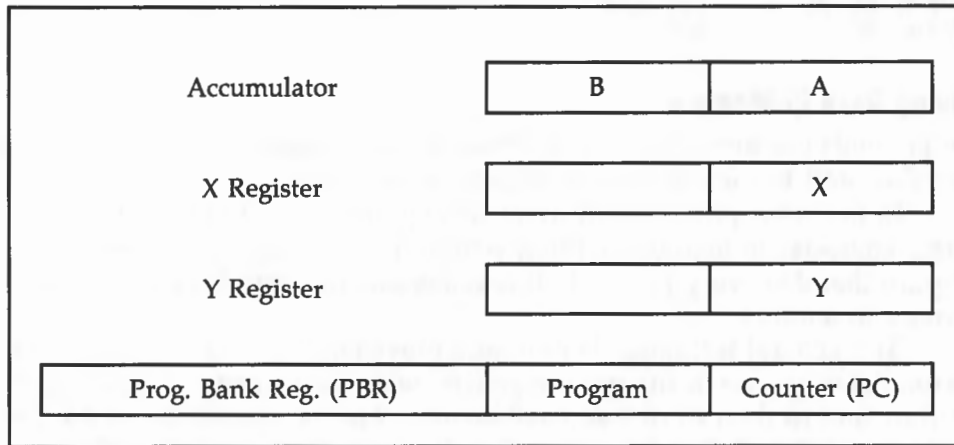 Accumulator B A
X Register X
Y Register Y
Prog. Bank Reg. (PBR) Program Counter (PC)